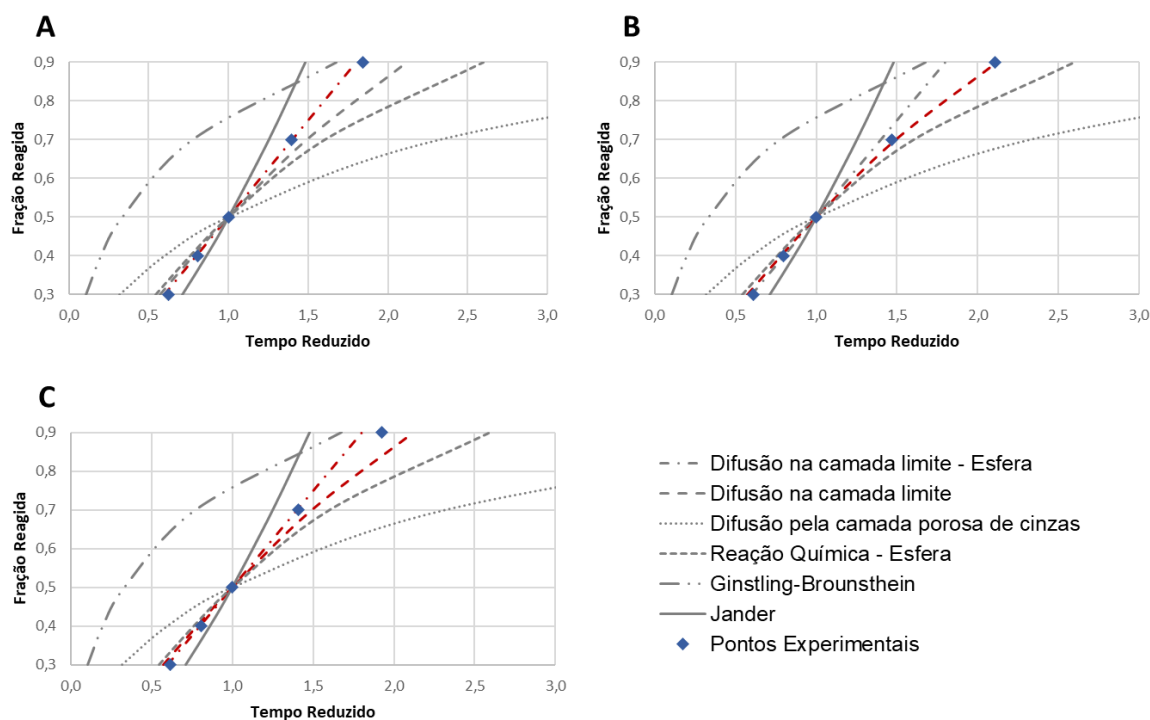 A
0,9
0,8
0,7
0,6
0,5
0,4
0,3
Fração Reagida
0,0 0,5 1,0 1,5 2,0 2,5 3,0
Tempo Reduzido
B
0,9
0,8
0,7
0,6
0,5
0,4
0,3
Fração Reagida
0,0 0,5 1,0 1,5 2,0 2,5 3,0
Tempo Reduzido
C
0,9
0,8
0,7
0,6
0,5
0,4
0,3
Fração Reagida
0,0 0,5 1,0 1,5 2,0 2,5 3,0
Tempo Reduzido
Difusão na camada limite - Esfera
Difusão na camada limite
Difusão pela camada porosa de cinzas
Reação Química - Esfera
Ginstling-Brounsthein
Jander
Pontos Experimentais